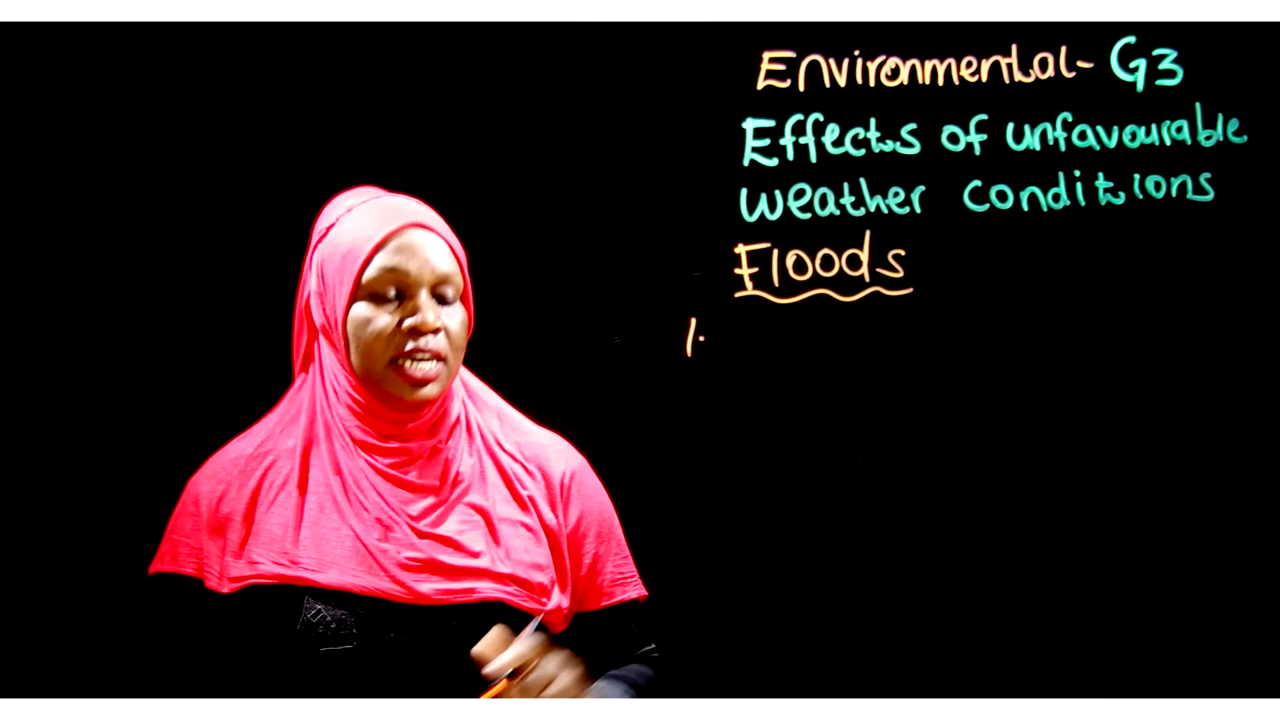 Environmental - G3
Effects of unfavourable
weather conditions
Floods
1.